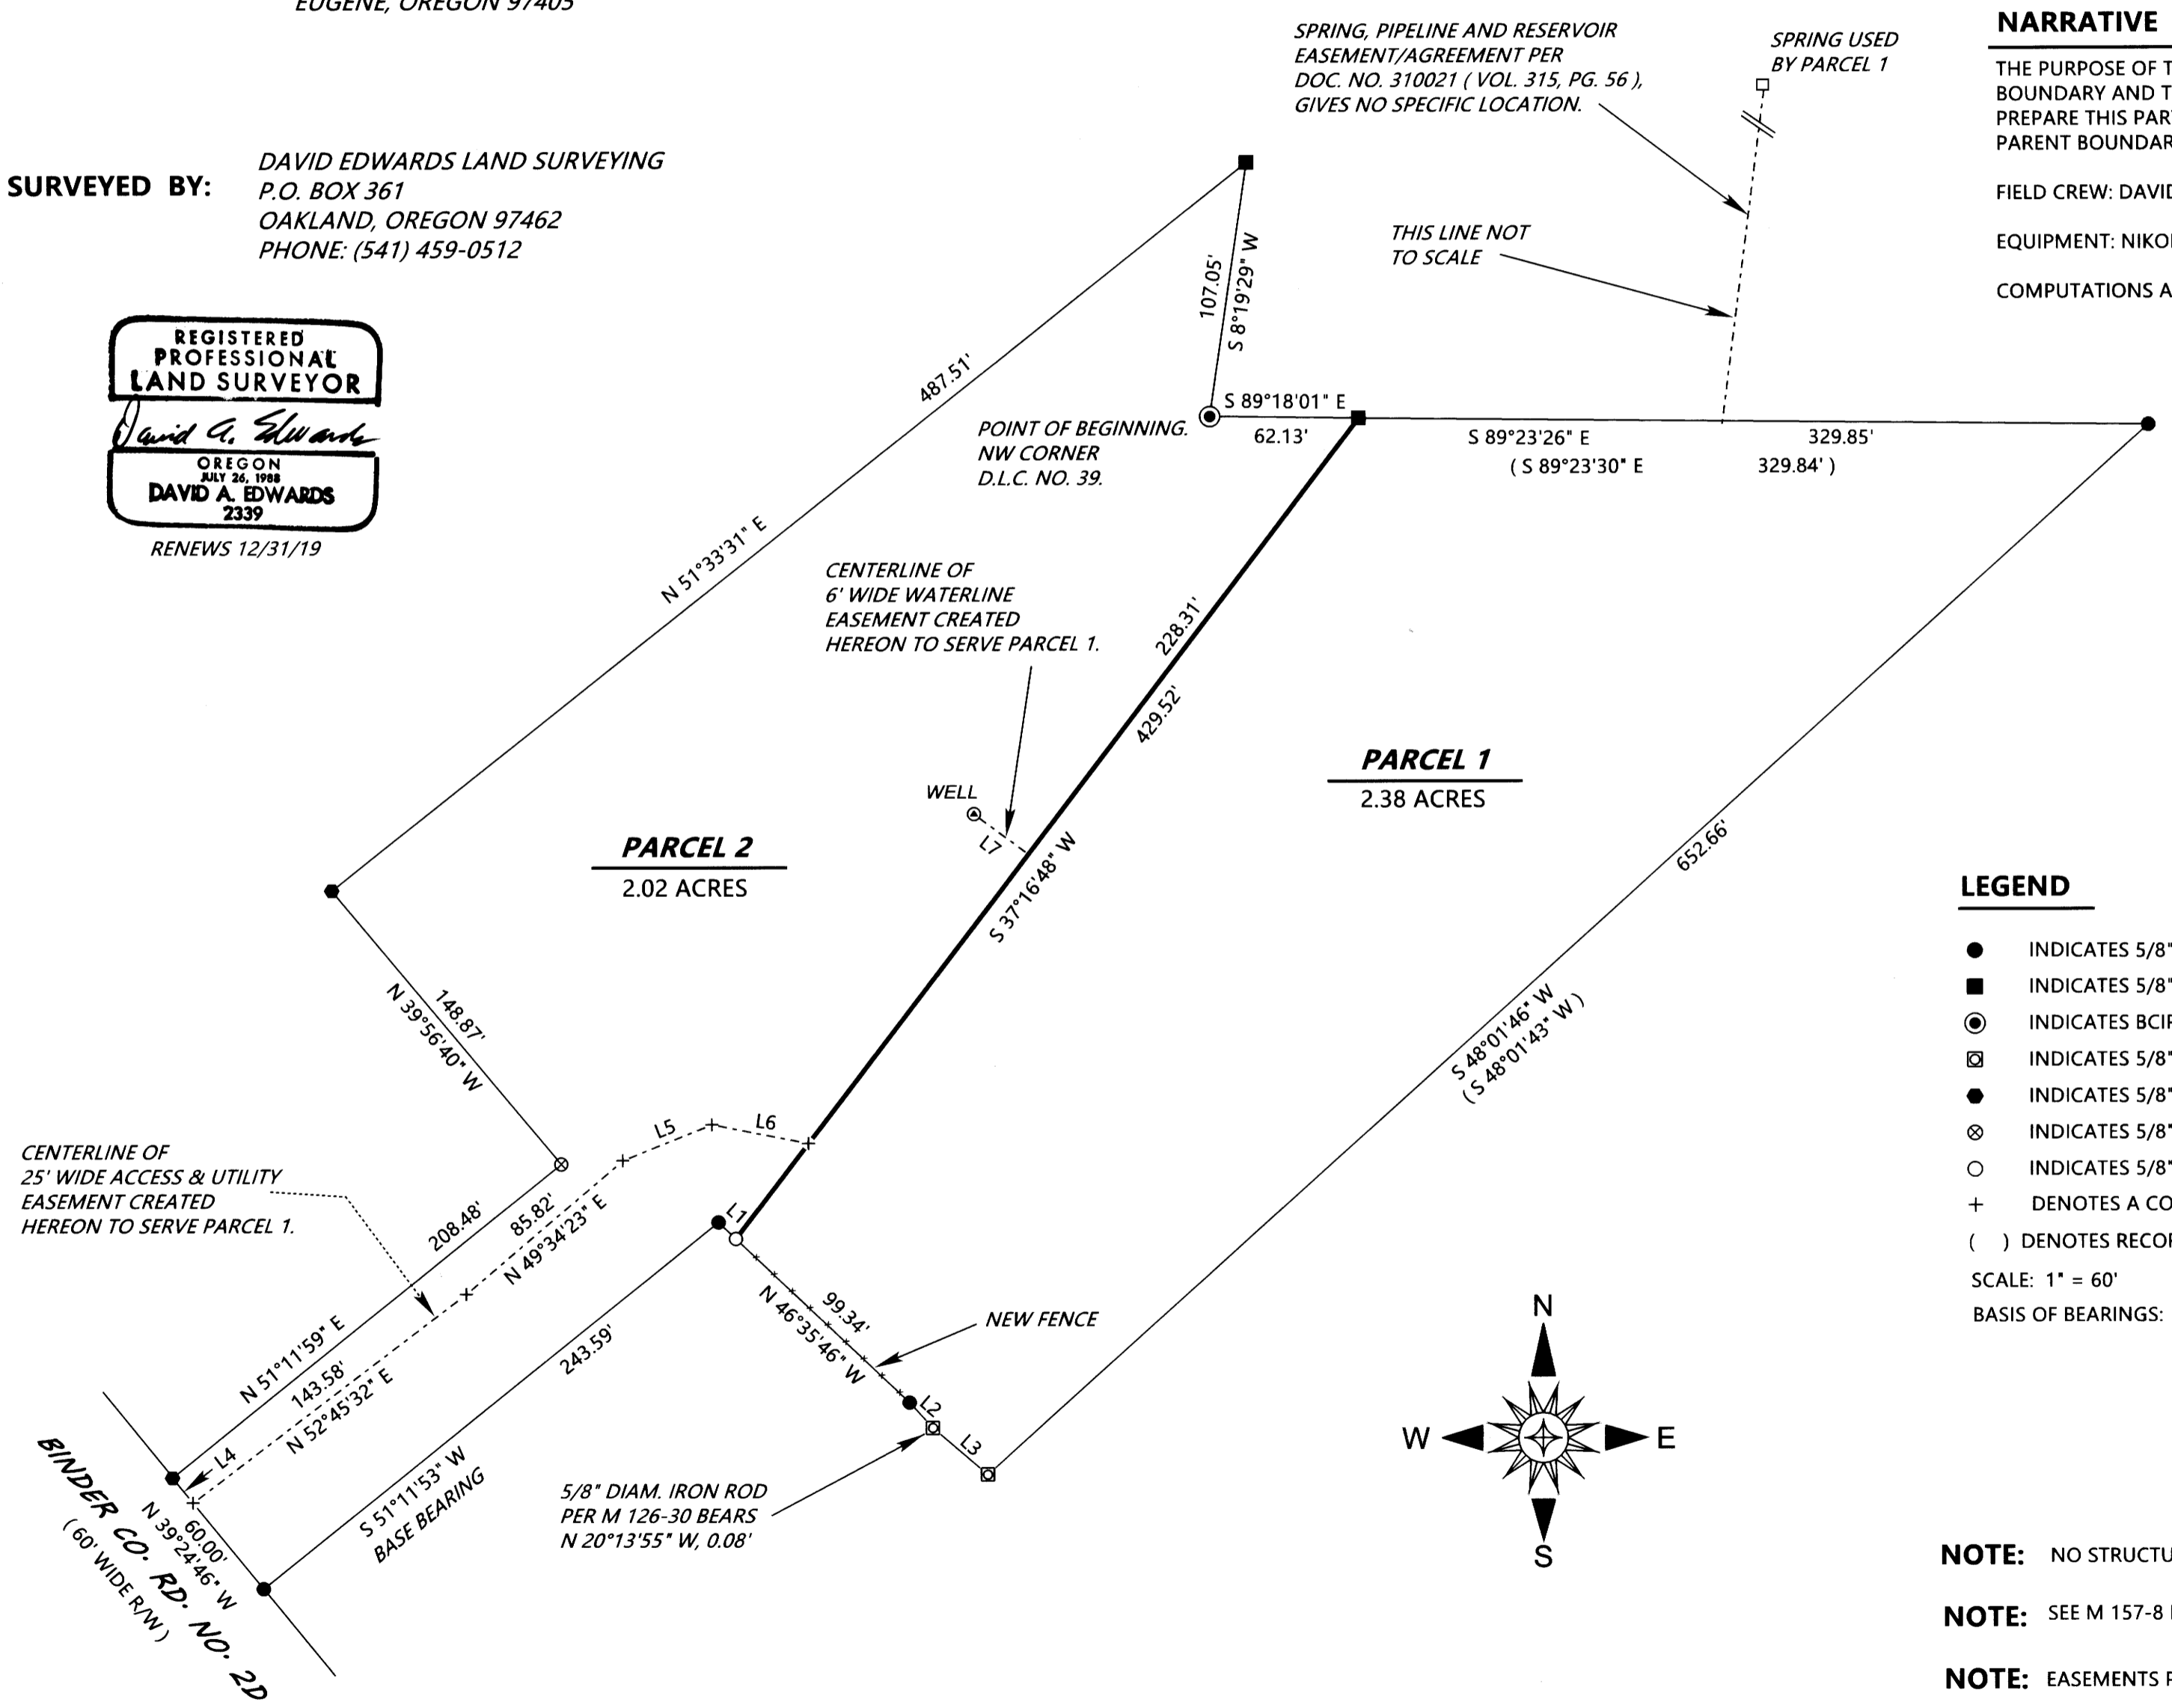 EUGENE, OREGON 97405
SURVEYED BY:
DAVID EDWARDS LAND SURVEYING
P.O. BOX 361
OAKLAND, OREGON 97462
PHONE: (541) 459-0512
REGISTERED
PROFESSIONAL
LAND SURVEYOR
David A. Edwards
OREGON
JULY 26, 1988
DAVID A. EDWARDS
2339
RENEWS 12/31/19
SPRING, PIPELINE AND RESERVOIR
EASEMENT/AGREEMENT PER
DOC. NO. 310021 ( VOL. 315, PG. 56 ),
GIVES NO SPECIFIC LOCATION.
SPRING USED
BY PARCEL 1
THIS LINE NOT
TO SCALE
NARRATIVE
THE PURPOSE OF T
BOUNDARY AND T
PREPARE THIS PAR
PARENT BOUNDAR
FIELD CREW: DAVID
EQUIPMENT: NIKO
COMPUTATIONS A
107.05'
S 8°19'29" W
487.51'
N 51°33'31" E
POINT OF BEGINNING.
NW CORNER
D.L.C. NO. 39.
S 89°18'01" E
62.13'
S 89°23'26" E
329.85'
( S 89°23'30" E
329.84' )
CENTERLINE OF
6' WIDE WATERLINE
EASEMENT CREATED
HEREON TO SERVE PARCEL 1.
228.31'
429.52'
S 37°16'48" W
WELL
L7
PARCEL 1
2.38 ACRES
PARCEL 2
2.02 ACRES
652.66'
S 48°01'46" W
( S 48°01'43" W )
148.87'
N 39°56'40" W
CENTERLINE OF
25' WIDE ACCESS & UTILITY
EASEMENT CREATED
HEREON TO SERVE PARCEL 1.
L5
L6
208.48'
85.82'
N 49°34'23" E
L1
N 51°11'59" E
143.58'
N 52°45'32" E
L4
243.59'
S 51°11'53" W
BASE BEARING
99.34'
N 46°35'46" W
NEW FENCE
L2
L3
5/8" DIAM. IRON ROD
PER M 126-30 BEARS
N 20°13'55" W, 0.08'
60.00'
N 39°24'46" W
BINDER CO. RD. NO. 2D
( 60' WIDE R/W )
N
W
E
S
LEGEND
INDICATES 5/8"
INDICATES 5/8"
INDICATES BCIP
INDICATES 5/8"
INDICATES 5/8"
INDICATES 5/8"
INDICATES 5/8"
+ DENOTES A CO
( ) DENOTES RECOR
SCALE: 1" = 60'
BASIS OF BEARINGS:
NOTE: NO STRUCTU
NOTE: SEE M 157-8
NOTE: EASEMENTS